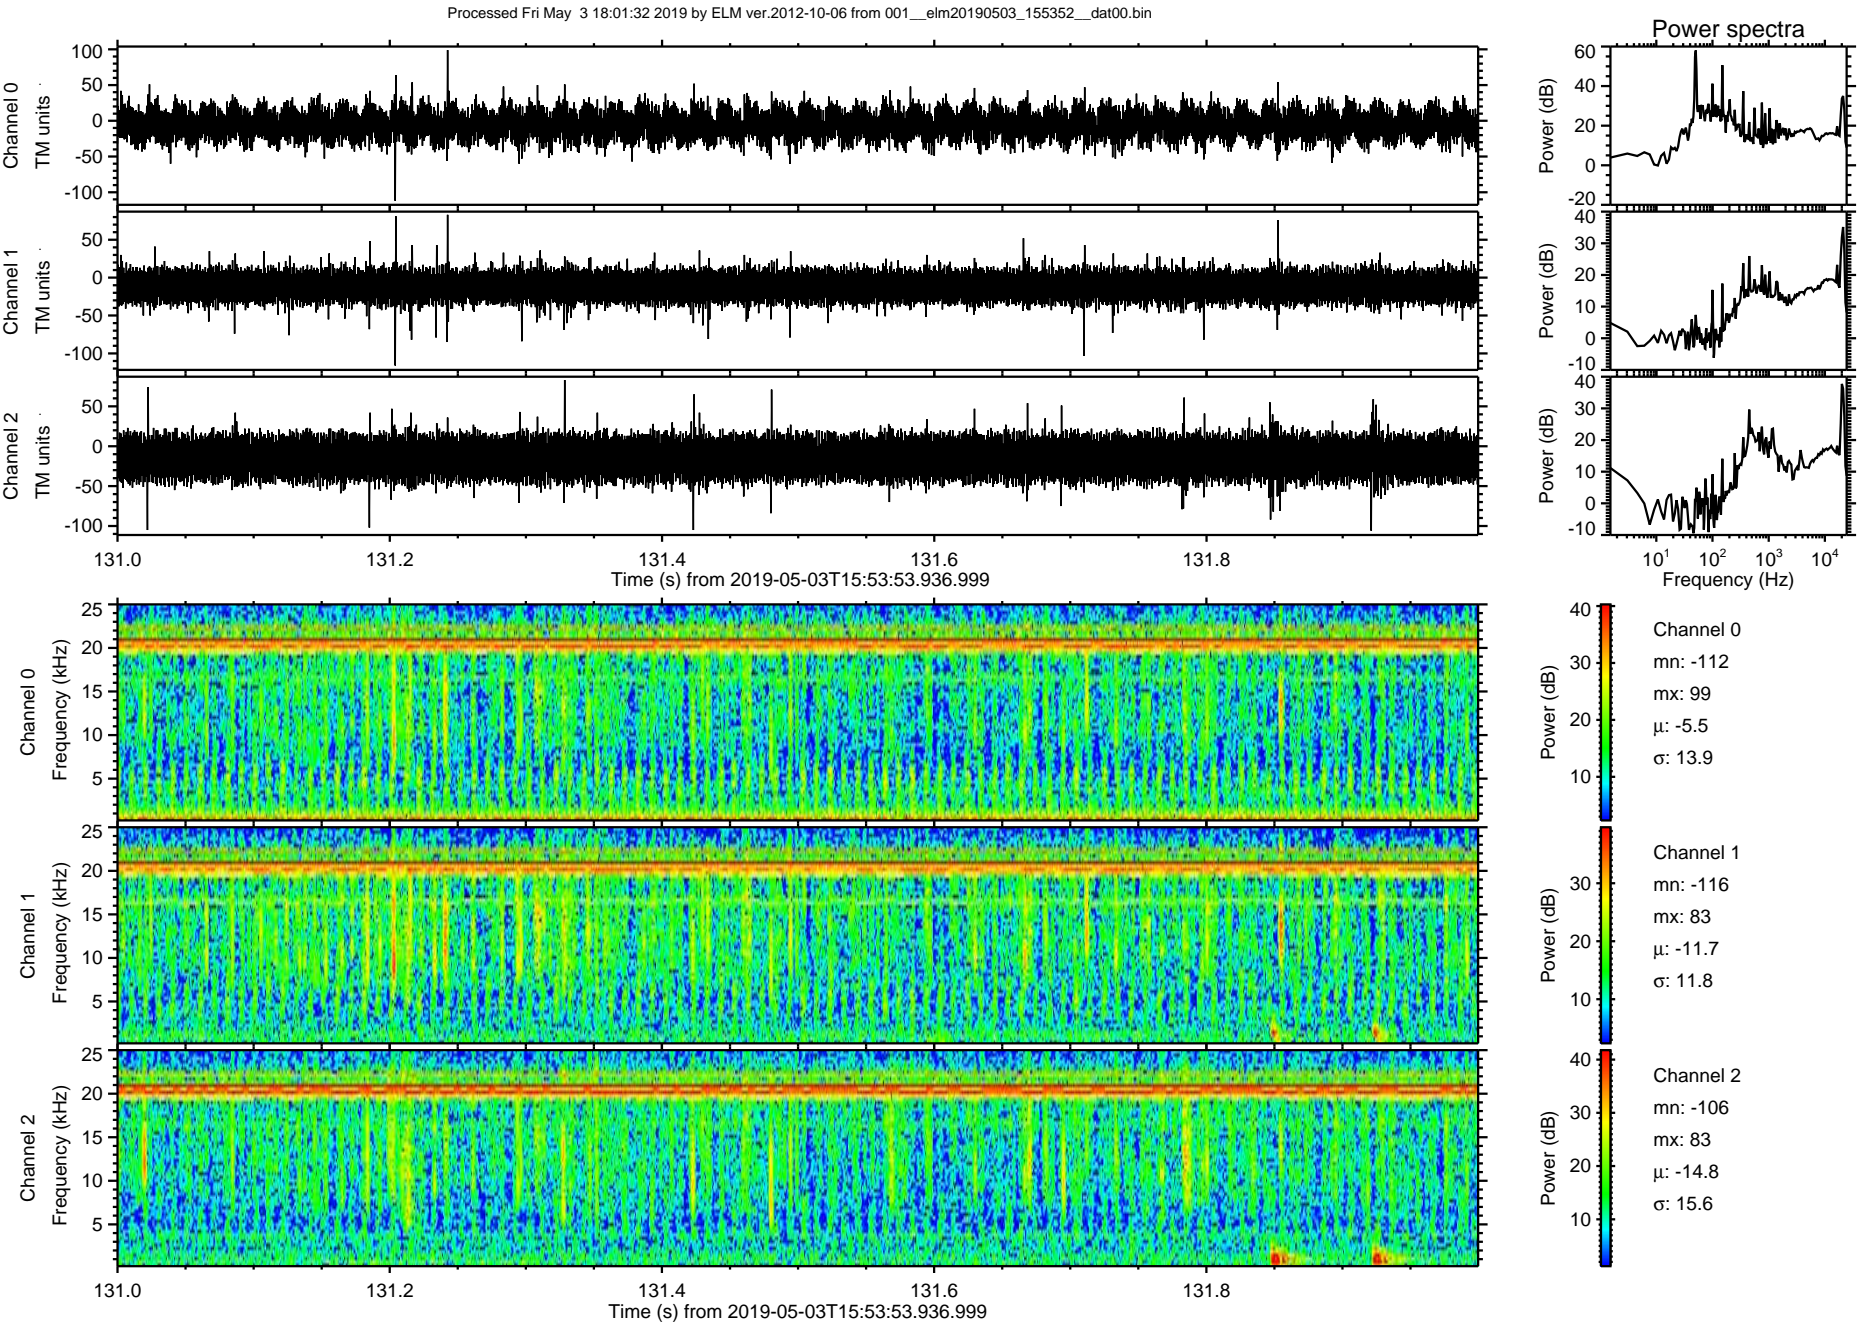 Processed Fri May  3 18:01:32 2019 by ELM ver.2012-10-06 from 001__elm20190503_155352__dat00.bin
Power spectra
Channel 0
TM units
100
50
0
-50
-100
Power (dB)
60
40
20
0
-20
Channel 1
TM units
50
0
-50
-100
Power (dB)
40
30
20
10
0
-10
Channel 2
TM units
50
0
-50
-100
Power (dB)
40
30
20
10
0
-10
131.0 131.2 131.4 131.6 131.8
Time (s) from 2019-05-03T15:53:53.936.999
10¹ 10² 10³ 10⁴
Frequency (Hz)
Channel 0
Frequency (kHz)
25
20
15
10
5
Power (dB)
40
30
20
10
Channel 0
mn: -112
mx: 99
μ: -5.5
σ: 13.9
Channel 1
Frequency (kHz)
25
20
15
10
5
Power (dB)
30
20
10
Channel 1
mn: -116
mx: 83
μ: -11.7
σ: 11.8
Channel 2
Frequency (kHz)
25
20
15
10
5
Power (dB)
40
30
20
10
Channel 2
mn: -106
mx: 83
μ: -14.8
σ: 15.6
131.0 131.2 131.4 131.6 131.8
Time (s) from 2019-05-03T15:53:53.936.999